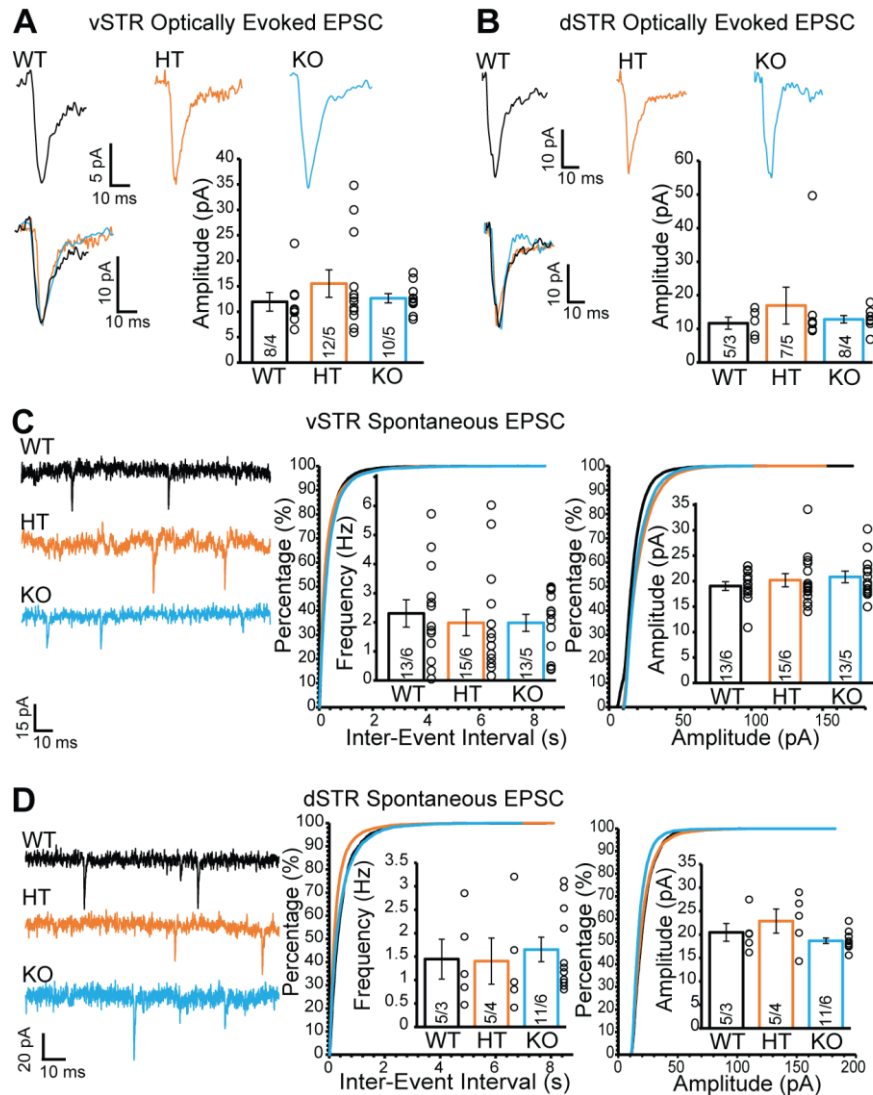 A
vSTR Optically Evoked EPSC
WT
HT
KO
5 pA
10 ms
10 pA
10 ms
Amplitude (pA)
40
35
30
25
20
15
10
5
0
8/4
12/5
10/5
WT
HT
KO
B
dSTR Optically Evoked EPSC
WT
HT
KO
10 pA
10 ms
10 pA
10 ms
Amplitude (pA)
60
50
40
30
20
10
0
5/3
7/5
8/4
WT
HT
KO
C
vSTR Spontaneous EPSC
WT
HT
KO
15 pA
10 ms
Percentage (%)
100
90
80
70
60
50
40
30
20
10
0
0
2
4
6
8
Inter-Event Interval (s)
Frequency (Hz)
6
5
4
3
2
1
0
13/6
15/6
13/5
WT
HT
KO
Percentage (%)
100
90
80
70
60
50
40
30
20
10
0
0
50
100
150
Amplitude (pA)
Amplitude (pA)
35
30
25
20
15
10
5
0
13/6
15/6
13/5
WT
HT
KO
D
dSTR Spontaneous EPSC
WT
HT
KO
20 pA
10 ms
Percentage (%)
100
90
80
70
60
50
40
30
20
10
0
0
2
4
6
8
Inter-Event Interval (s)
Frequency (Hz)
3.5
3
2.5
2
1.5
1
0.5
0
5/3
5/4
11/6
WT
HT
KO
Percentage (%)
100
90
80
70
60
50
40
30
20
10
0
0
50
100
150
200
Amplitude (pA)
Amplitude (pA)
35
30
25
20
15
10
5
0
5/3
5/4
11/6
WT
HT
KO